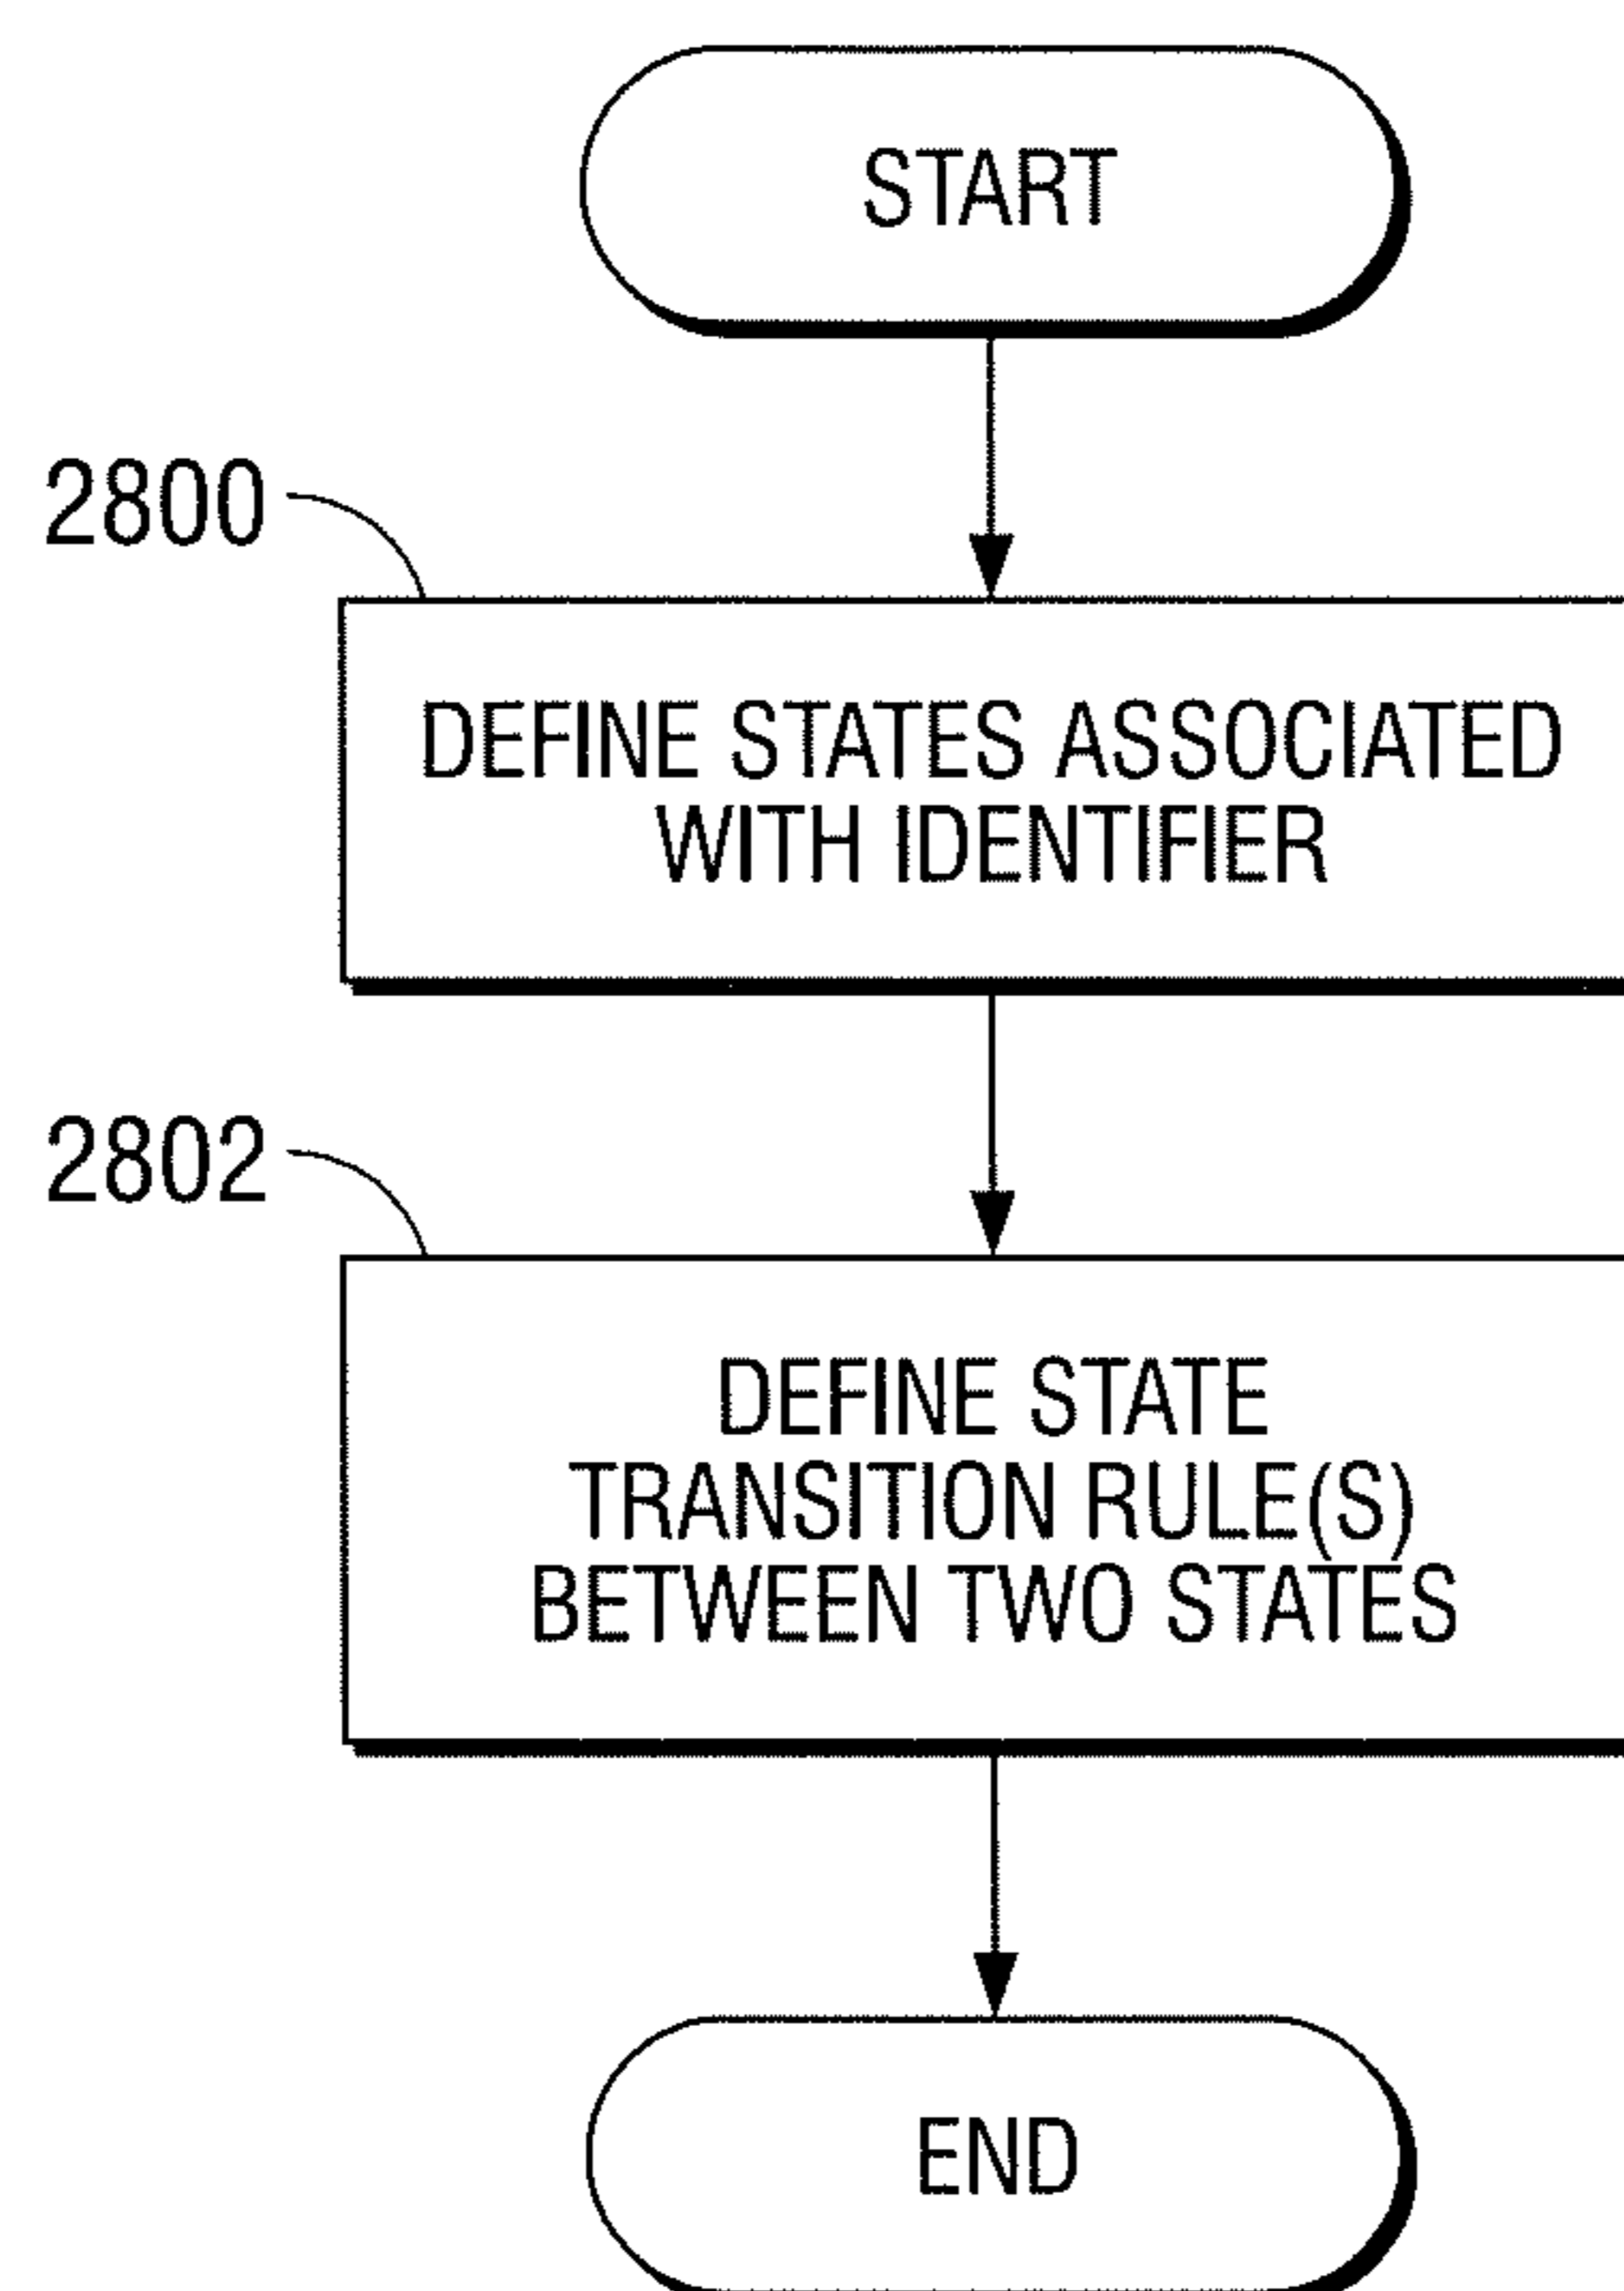 START
2800
DEFINE STATES ASSOCIATED
WITH IDENTIFIER
2802
DEFINE STATE
TRANSITION RULE(S)
BETWEEN TWO STATES
END